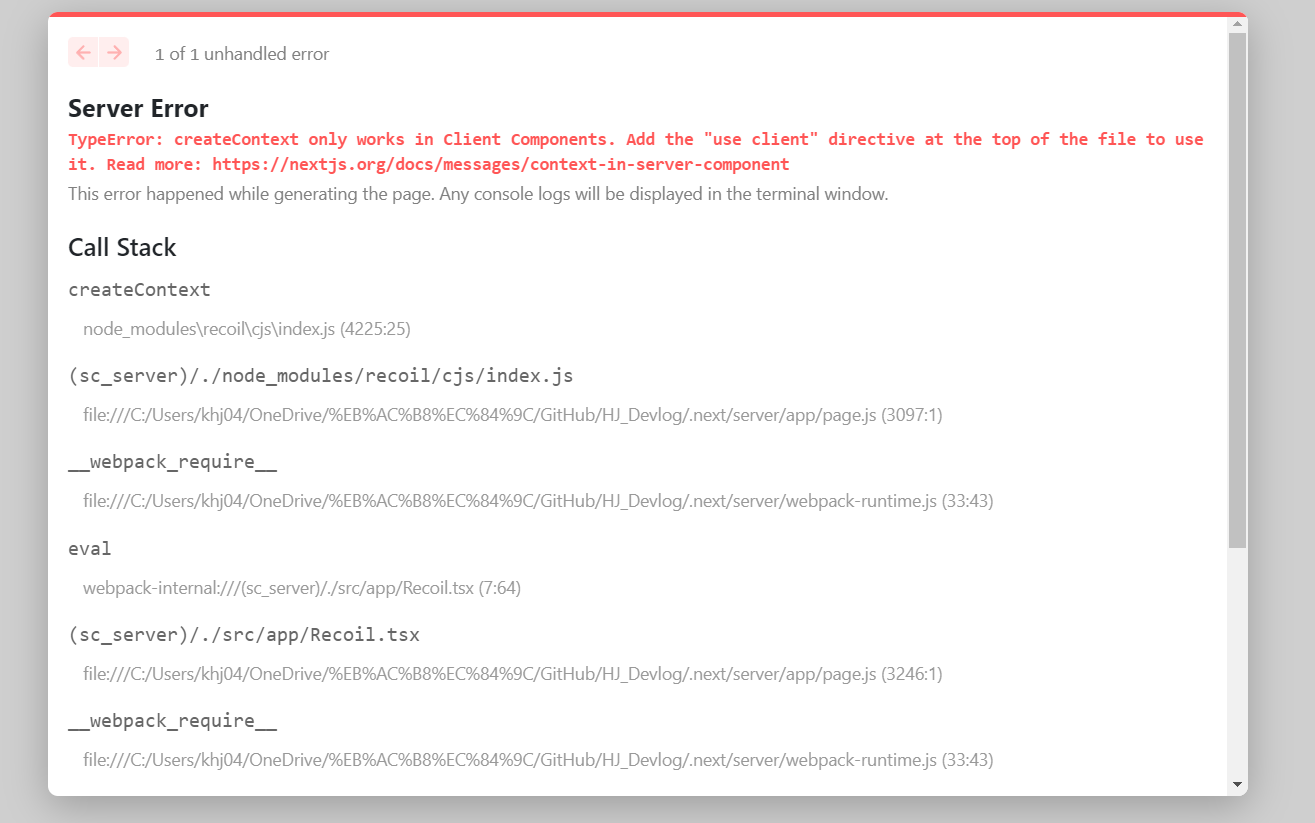 1 of 1 unhandled error
Server Error
TypeError: createContext only works in Client Components. Add the "use client" directive at the top of the file to use
it. Read more: https://nextjs.org/docs/messages/context-in-server-component
This error happened while generating the page. Any console logs will be displayed in the terminal window.
Call Stack
createContext
node_modules\recoil\cjs\index.js (4225:25)
(sc_server)/./node_modules/recoil/cjs/index.js
file:///C:/Users/khj04/OneDrive/%EB%AC%B8%EC%84%9C/GitHub/HJ_Devlog/.next/server/app/page.js (3097:1)
__webpack_require__
file:///C:/Users/khj04/OneDrive/%EB%AC%B8%EC%84%9C/GitHub/HJ_Devlog/.next/server/webpack-runtime.js (33:43)
eval
webpack-internal:///(sc_server)/./src/app/Recoil.tsx (7:64)
(sc_server)/./src/app/Recoil.tsx
file:///C:/Users/khj04/OneDrive/%EB%AC%B8%EC%84%9C/GitHub/HJ_Devlog/.next/server/app/page.js (3246:1)
__webpack_require__
file:///C:/Users/khj04/OneDrive/%EB%AC%B8%EC%84%9C/GitHub/HJ_Devlog/.next/server/webpack-runtime.js (33:43)